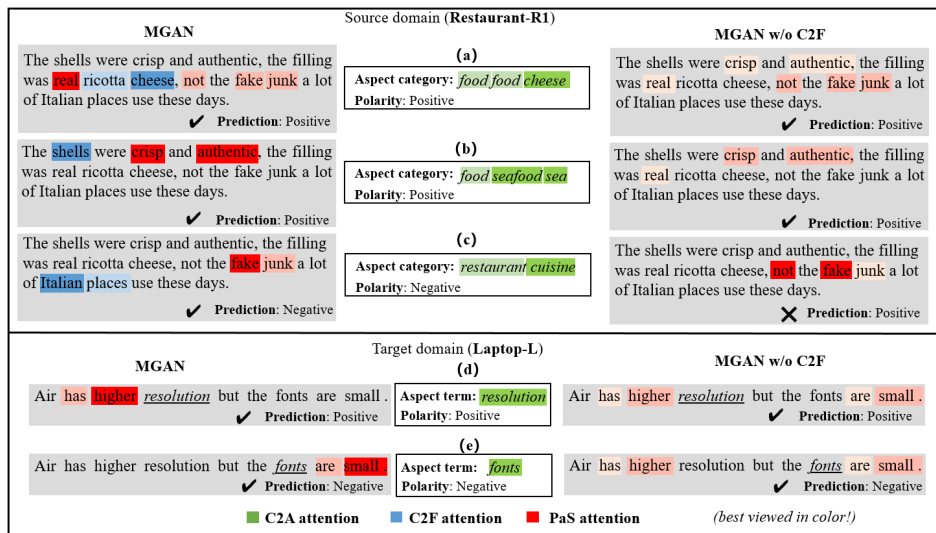 Source domain (Restaurant-R1)
MGAN
The shells were crisp and authentic, the filling
was real ricotta cheese, not the fake junk a lot
of Italian places use these days.
✔ Prediction: Positive
(a)
Aspect category: food food cheese
Polarity: Positive
MGAN w/o C2F
The shells were crisp and authentic, the filling
was real ricotta cheese, not the fake junk a lot
of Italian places use these days.
✔ Prediction: Positive
The shells were crisp and authentic, the filling
was real ricotta cheese, not the fake junk a lot
of Italian places use these days.
✔ Prediction: Positive
(b)
Aspect category: food seafood sea
Polarity: Positive
The shells were crisp and authentic, the filling
was real ricotta cheese, not the fake junk a lot
of Italian places use these days.
✔ Prediction: Positive
The shells were crisp and authentic, the filling
was real ricotta cheese, not the fake junk a lot
of Italian places use these days.
✔ Prediction: Negative
(c)
Aspect category: restaurant cuisine
Polarity: Negative
The shells were crisp and authentic, the filling
was real ricotta cheese, not the fake junk a lot
of Italian places use these days.
✕ Prediction: Positive
Target domain (Laptop-L)
MGAN
Air has higher resolution but the fonts are small .
✔ Prediction: Positive
(d)
Aspect term: resolution
Polarity: Positive
MGAN w/o C2F
Air has higher resolution but the fonts are small .
✔ Prediction: Positive
Air has higher resolution but the fonts are small .
✔ Prediction: Negative
(e)
Aspect term: fonts
Polarity: Negative
Air has higher resolution but the fonts are small .
✔ Prediction: Negative
C2A attention C2F attention PaS attention (best viewed in color!)